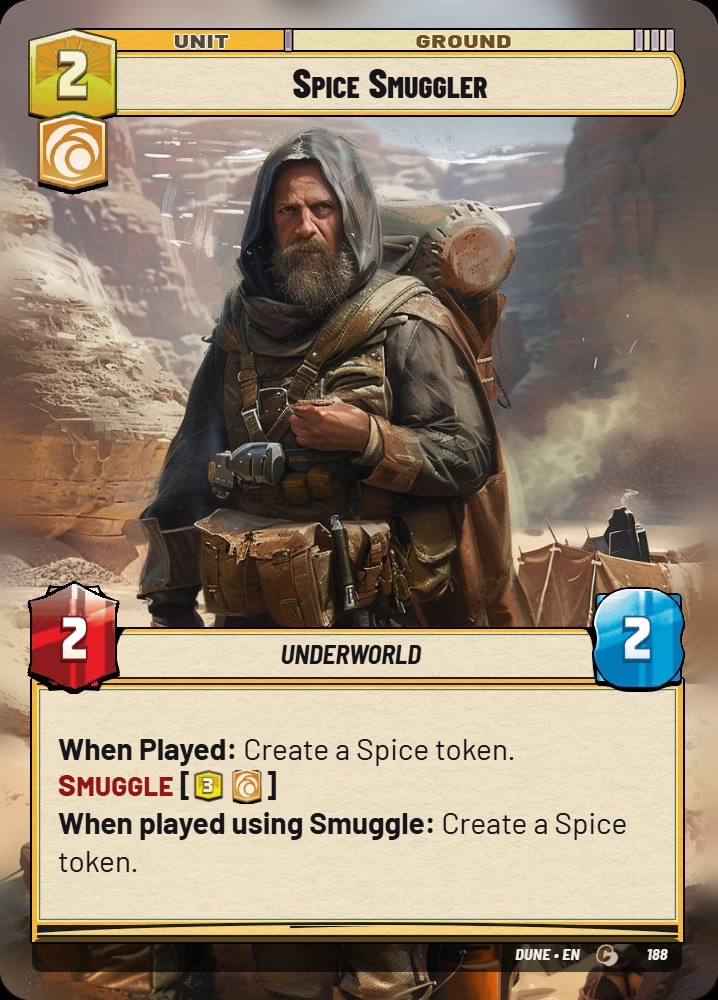 UNIT GROUND
2 SPICE SMUGGLER
2 UNDERWORLD 2
When Played: Create a Spice token.
SMUGGLE [3 ]
When played using Smuggle: Create a Spice
token.
DUNE • EN C 188